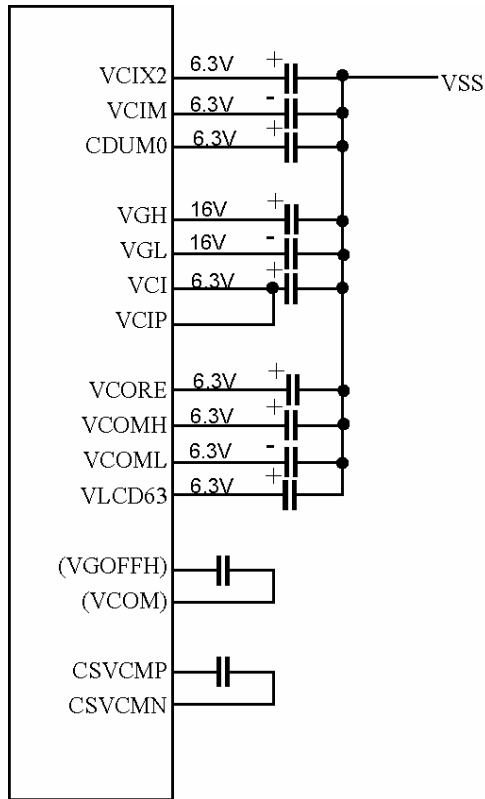 VCIX2 6.3V + VSS
VCIM 6.3V -
CDUM0 6.3V +
VGH 16V +
VGL 16V -
VCI 6.3V +
VCIP
VCORE 6.3V +
VCOMH 6.3V +
VCOML 6.3V -
VLCD63 6.3V +
(VGOFFH)
(VCOM)
CSVCMP
CSVCMN